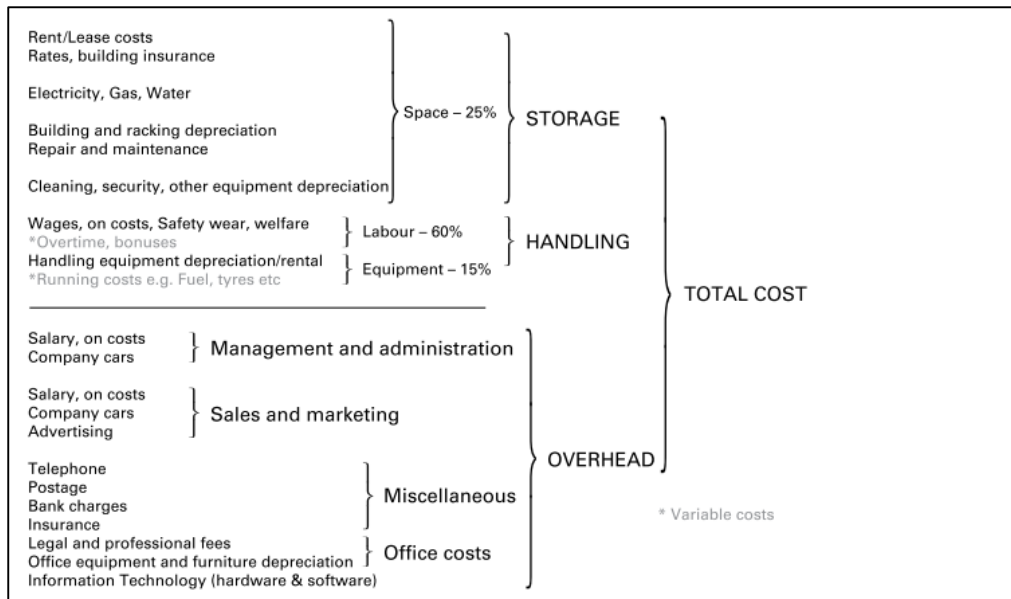 Rent/Lease costs
Rates, building insurance
Electricity, Gas, Water
Space – 25%
STORAGE
Building and racking depreciation
Repair and maintenance
Cleaning, security, other equipment depreciation
Wages, on costs, Safety wear, welfare
*Overtime, bonuses
Labour – 60%
HANDLING
Handling equipment depreciation/rental
*Running costs e.g. Fuel, tyres etc
Equipment – 15%
TOTAL COST
Salary, on costs
Company cars
Management and administration
Salary, on costs
Company cars
Advertising
Sales and marketing
OVERHEAD
Telephone
Postage
Bank charges
Insurance
Miscellaneous
* Variable costs
Legal and professional fees
Office equipment and furniture depreciation
Office costs
Information Technology (hardware & software)